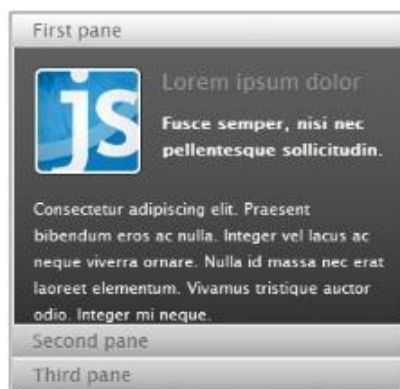 First pane
js
Lorem ipsum dolor
Fusce semper, nisi nec
pellentesque sollicitudin.
Consectetur adipiscing elit. Praesent
bibendum eros ac nulla. Integer vel lacus ac
neque viverra ornare. Nulla id massa nec erat
laoreet elementum. Vivamus tristique auctor
odio. Integer mi neque.
Second pane
Third pane